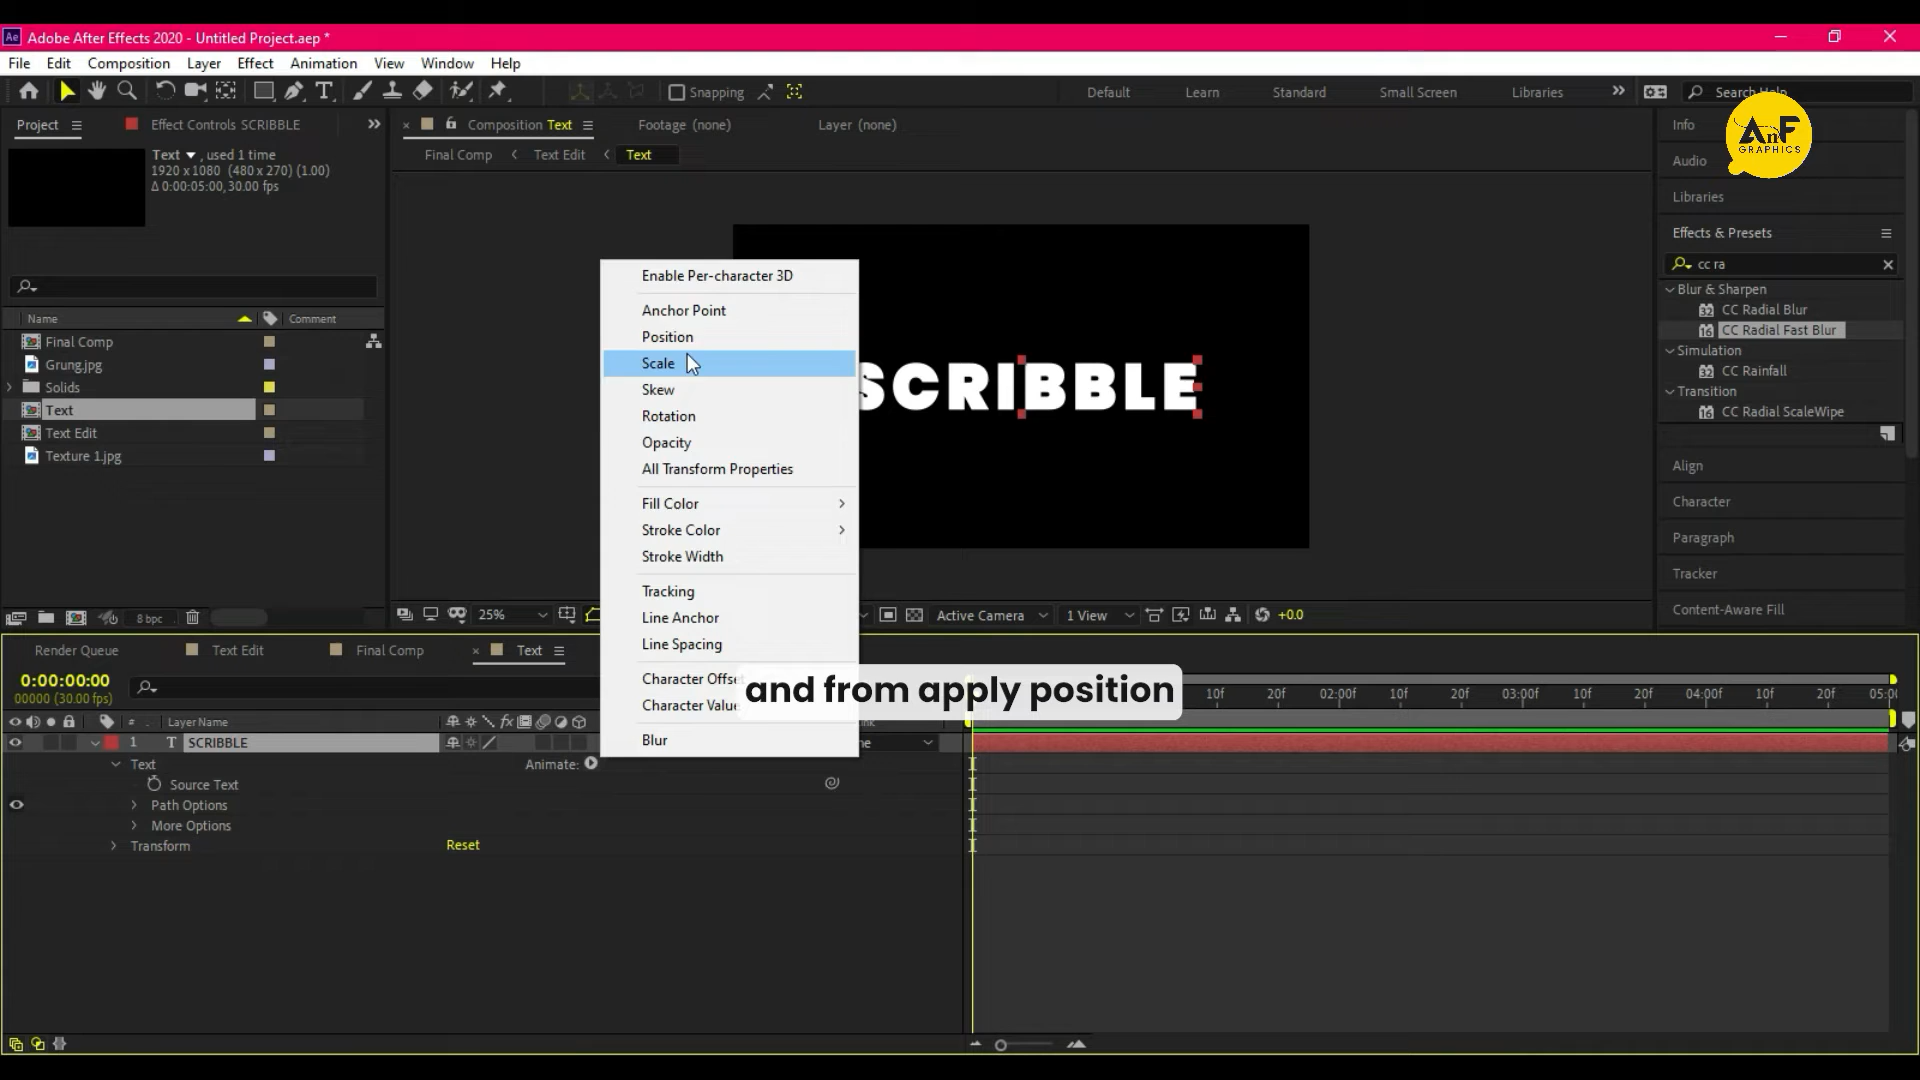 Ae Adobe After Effects 2020 - Untitled Project.aep *
File Edit Composition Layer Effect Animation View Window Help
Snapping Default Learn Standard Small Screen Libraries Search Help
AnF
GRAPHICS
Project Effect Controls SCRIBBLE
Text , used 1 time
1920 x 1080 (480 x 270) (1.00)
Δ 0:00:05:00, 30.00 fps
Name Comment
Final Comp
Grung.jpg
Solids
Text
Text Edit
Texture 1.jpg
8 bpc
Composition Text Footage (none) Layer (none)
Final Comp Text Edit Text
SCRIBBLE
Enable Per-character 3D
Anchor Point
Position
Scale
Skew
Rotation
Opacity
All Transform Properties
Fill Color
Stroke Color
Stroke Width
Tracking
Line Anchor
Line Spacing
Character Offse
Character Value
Blur
25% Active Camera 1 View +0.0
Info
Audio
Libraries
Effects & Presets
cc ra
Blur & Sharpen
32 CC Radial Blur
16 CC Radial Fast Blur
Simulation
32 CC Rainfall
Transition
16 CC Radial ScaleWipe
Align
Character
Paragraph
Tracker
Content-Aware Fill
and from apply position
Render Queue Text Edit Final Comp Text
0:00:00:00
00000 (30.00 fps)
10f 20f 02:00f 10f 20f 03:00f 10f 20f 04:00f 10f 20f 05:00
# Layer Name fx
1 T SCRIBBLE
Text Animate:
Source Text
Path Options
More Options
Transform Reset